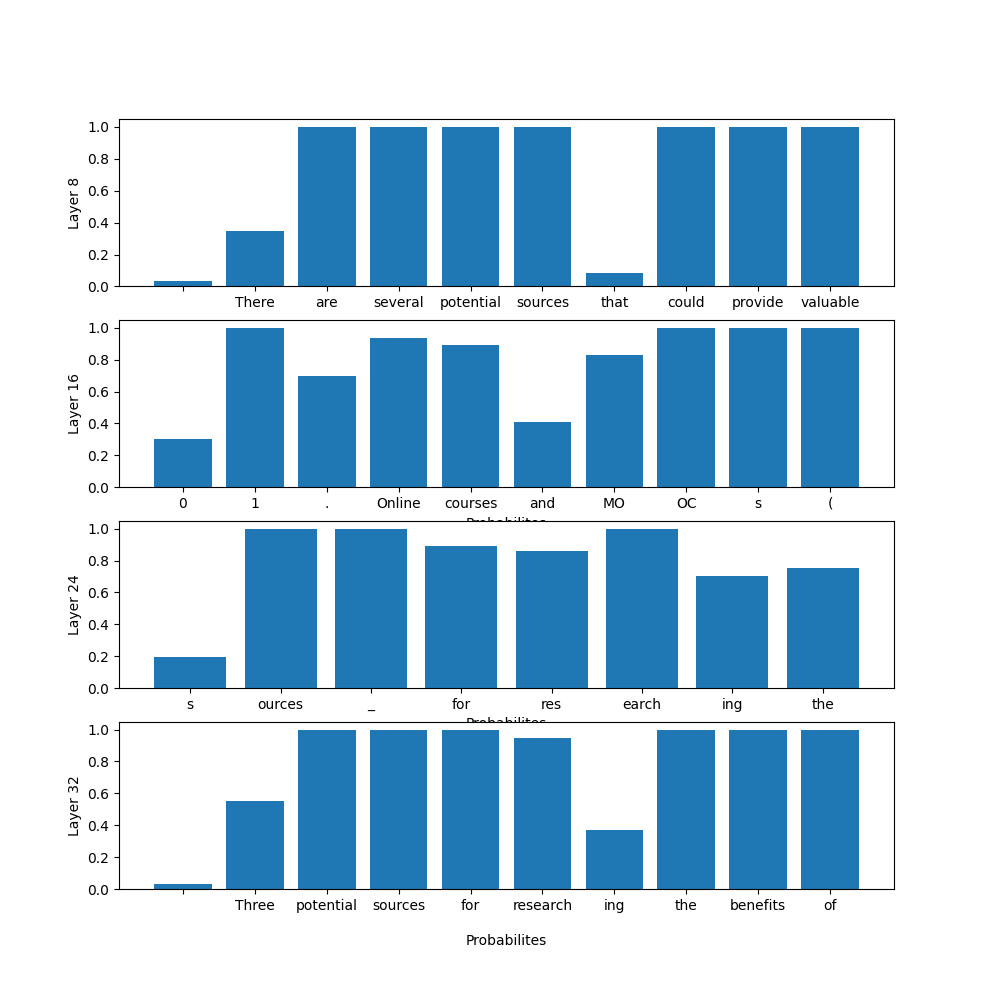 1.0
0.8
0.6
0.4
0.2
0.0
Layer 8
There are several potential sources that could provide valuable
1.0
0.8
0.6
0.4
0.2
0.0
Layer 16
0 1 . Online courses and MO OC s (
Probabilites
1.0
0.8
0.6
0.4
0.2
0.0
Layer 24
s ources _ for res earch ing the
Probabilites
1.0
0.8
0.6
0.4
0.2
0.0
Layer 32
Three potential sources for research ing the benefits of
Probabilites